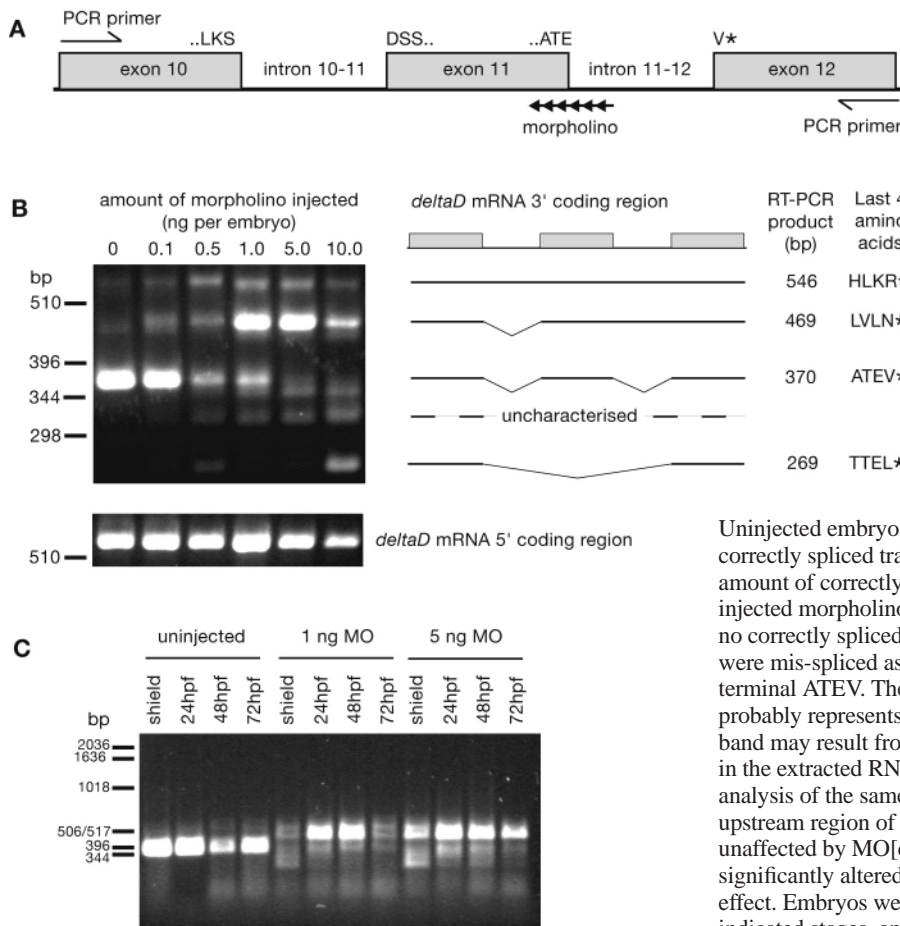 A
PCR primer
..LKS
DSS..
..ATE
V*
exon 10
intron 10-11
exon 11
intron 11-12
exon 12
morpholino
PCR primer
B
amount of morpholino injected
(ng per embryo)
0 0.1 0.5 1.0 5.0 10.0
bp
510
396
344
298
deltaD mRNA 3' coding region
RT-PCR
product
(bp)
Last 4
amino
acids
546 HLKR*
469 LVLN*
370 ATEV*
uncharacterised
269 TTEL*
510
deltaD mRNA 5' coding region
C
uninjected
1 ng MO
5 ng MO
shield 24hpf 48hpf 72hpf shield 24hpf 48hpf 72hpf shield 24hpf 48hpf 72hpf
bp
2036
1636
1018
506/517
396
344
Uninjected embryo
correctly spliced tra
amount of correctly
injected morpholino
no correctly spliced
were mis-spliced as
terminal ATEV. The
probably represents
band may result fro
in the extracted RN
analysis of the same
upstream region of
unaffected by MO[
significantly altered
effect. Embryos we